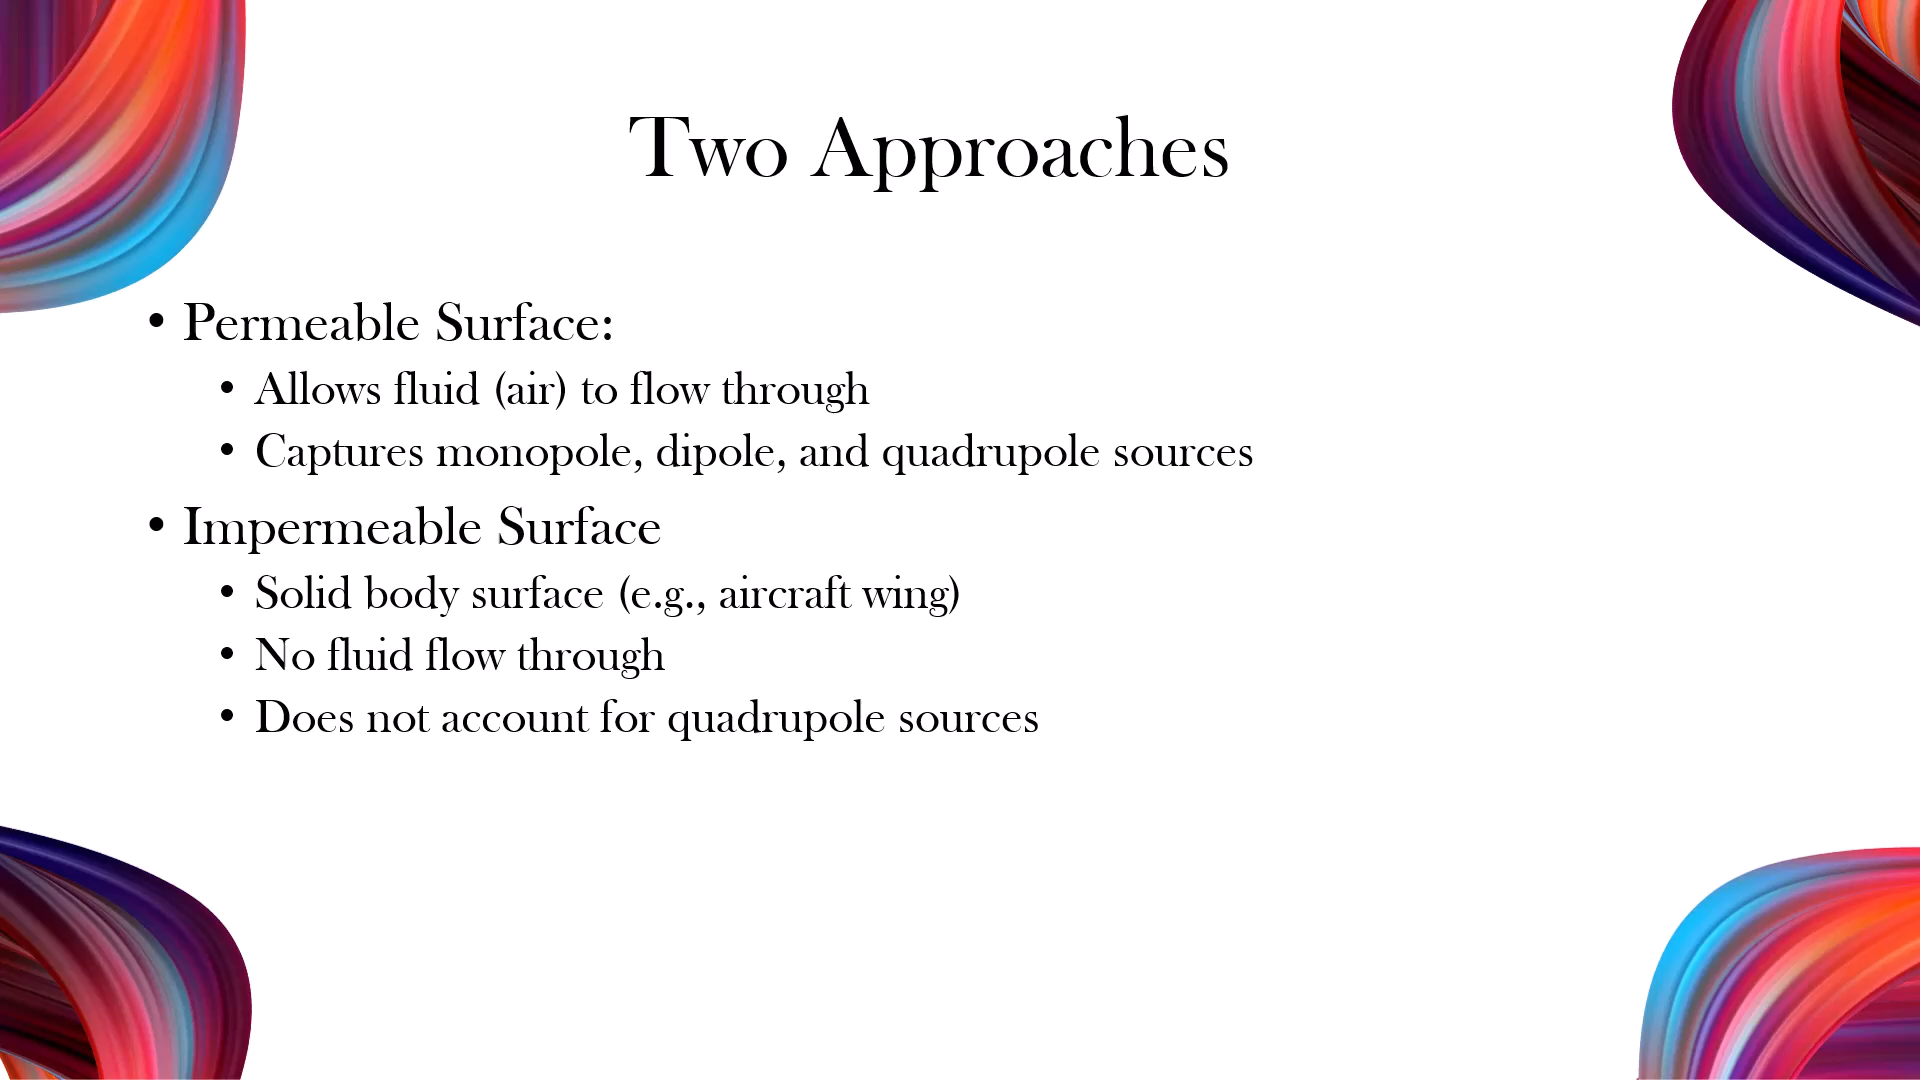 Two Approaches
• Permeable Surface:
• Allows fluid (air) to flow through
• Captures monopole, dipole, and quadrupole sources
• Impermeable Surface
• Solid body surface (e.g., aircraft wing)
• No fluid flow through
• Does not account for quadrupole sources